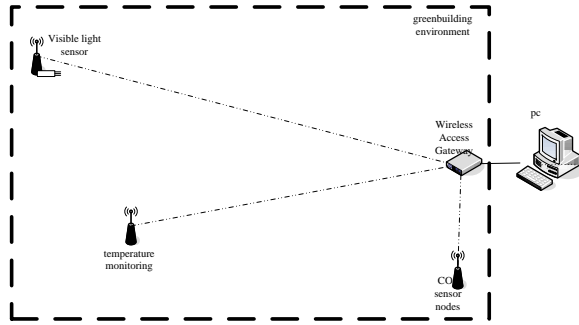 greenbuilding
environment
Visible light
sensor
pc
Wireless
Access
Gateway
temperature
monitoring
CO
sensor
nodes